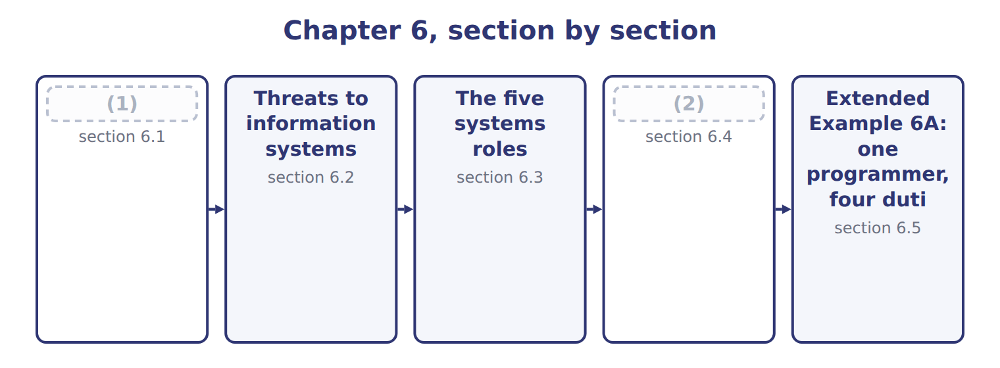 Chapter 6, section by section
(1)
section 6.1
Threats to
information
systems
section 6.2
The five
systems
roles
section 6.3
(2)
section 6.4
Extended
Example 6A:
one
programmer,
four duti
section 6.5